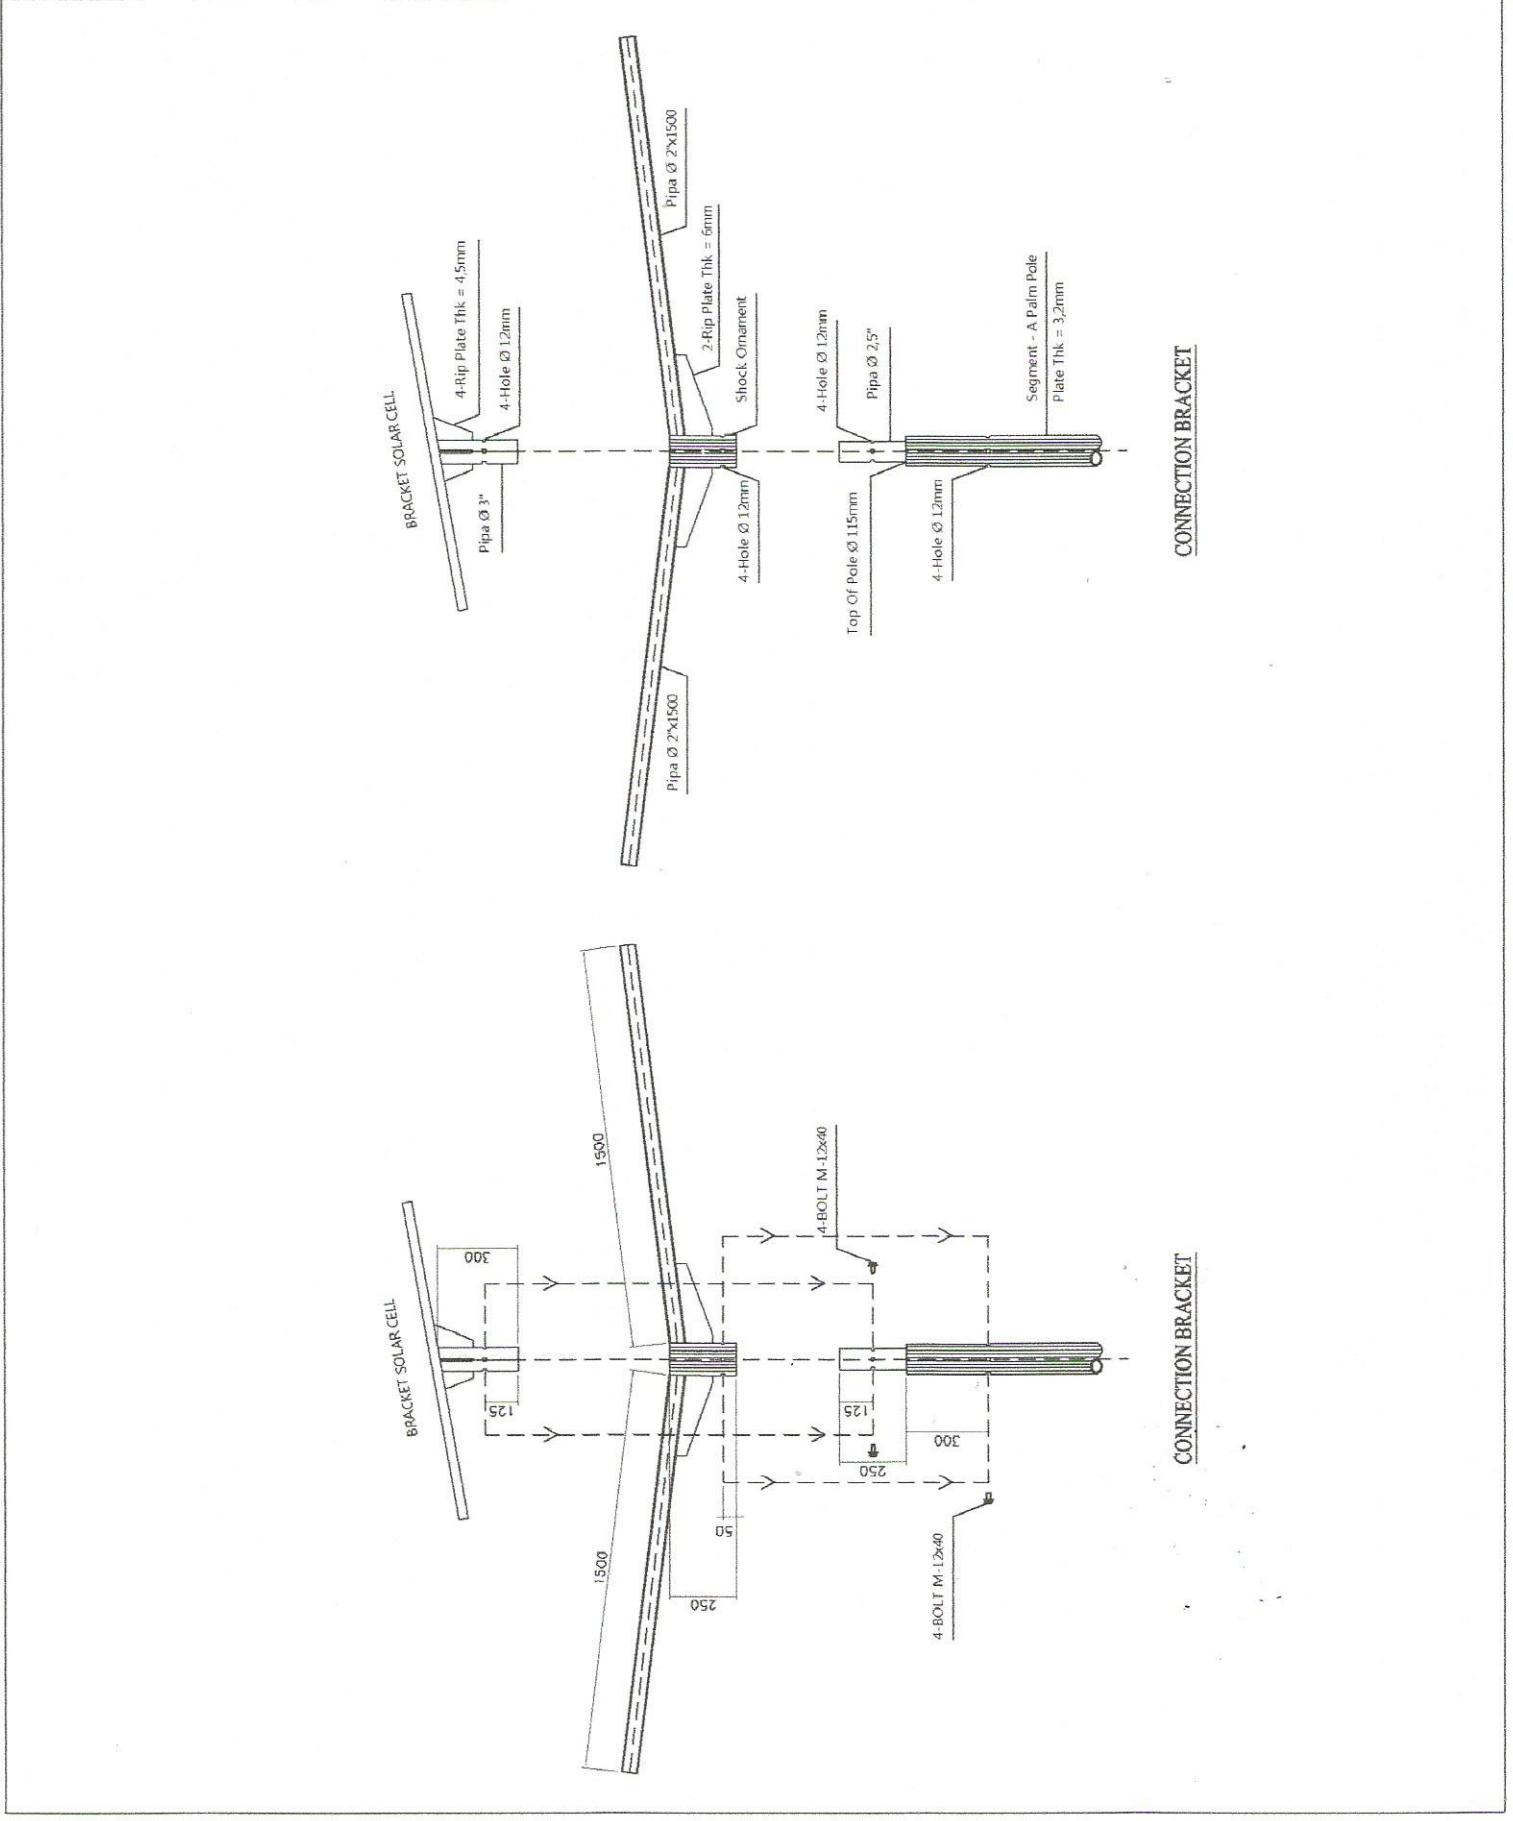 BRACKET SOLAR CELL
300
125
1500
1500
250
50
4-BOLT M-12x40
125
250
300
4-BOLT M-12x40
CONNECTION BRACKET
BRACKET SOLAR CELL
4-Rip Plate Thk = 4,5mm
4-Hole Ø 12mm
Pipa Ø 3"
Pipa Ø 2"x1500
Pipa Ø 2"x1500
2-Rip Plate Thk = 6mm
Shock Ornament
4-Hole Ø 12mm
4-Hole Ø 12mm
Pipa Ø 2,5"
Top Of Pole Ø 115mm
4-Hole Ø 12mm
Segment - A Palm Pole
Plate Thk = 3,2mm
CONNECTION BRACKET